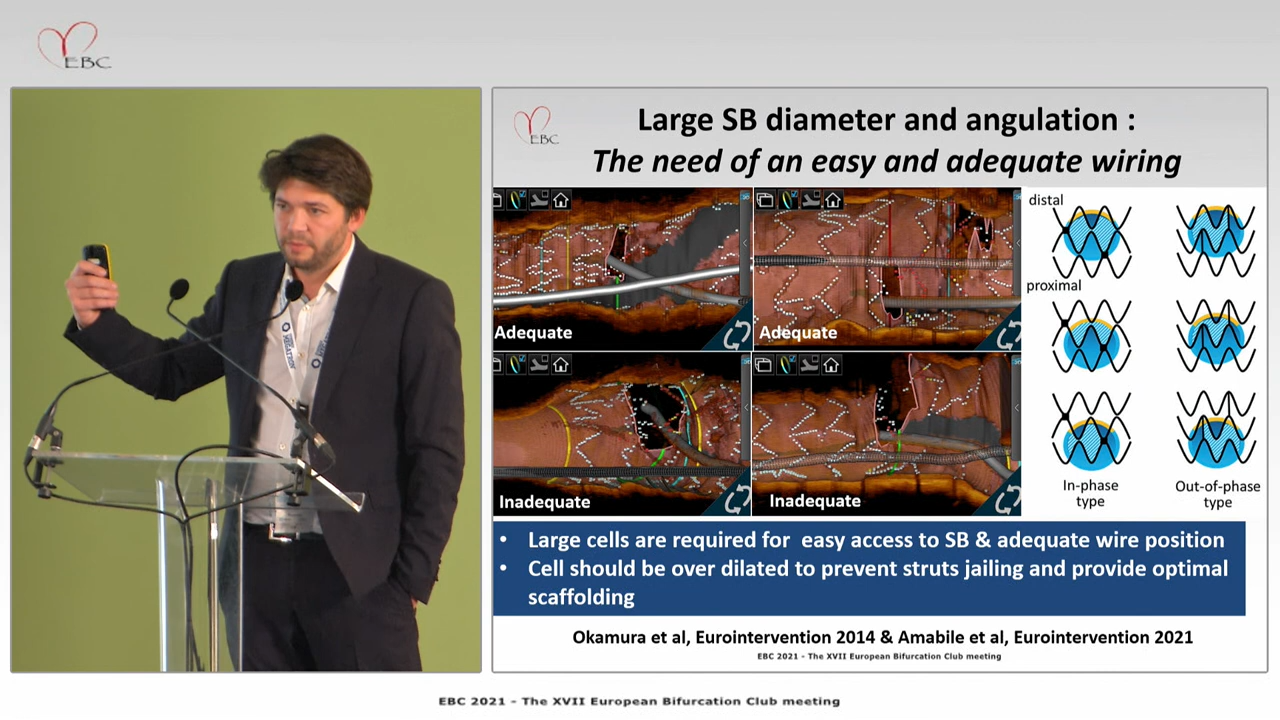 EBC
EBC
Large SB diameter and angulation :
The need of an easy and adequate wiring
Adequate
Adequate
Inadequate
Inadequate
distal
proximal
In-phase
type
Out-of-phase
type
• Large cells are required for easy access to SB & adequate wire position
• Cell should be over dilated to prevent struts jailing and provide optimal
scaffolding
Okamura et al, Eurointervention 2014 & Amabile et al, Eurointervention 2021
EBC 2021 - The XVII European Bifurcation Club meeting
EBC 2021 - The XVII European Bifurcation Club meeting